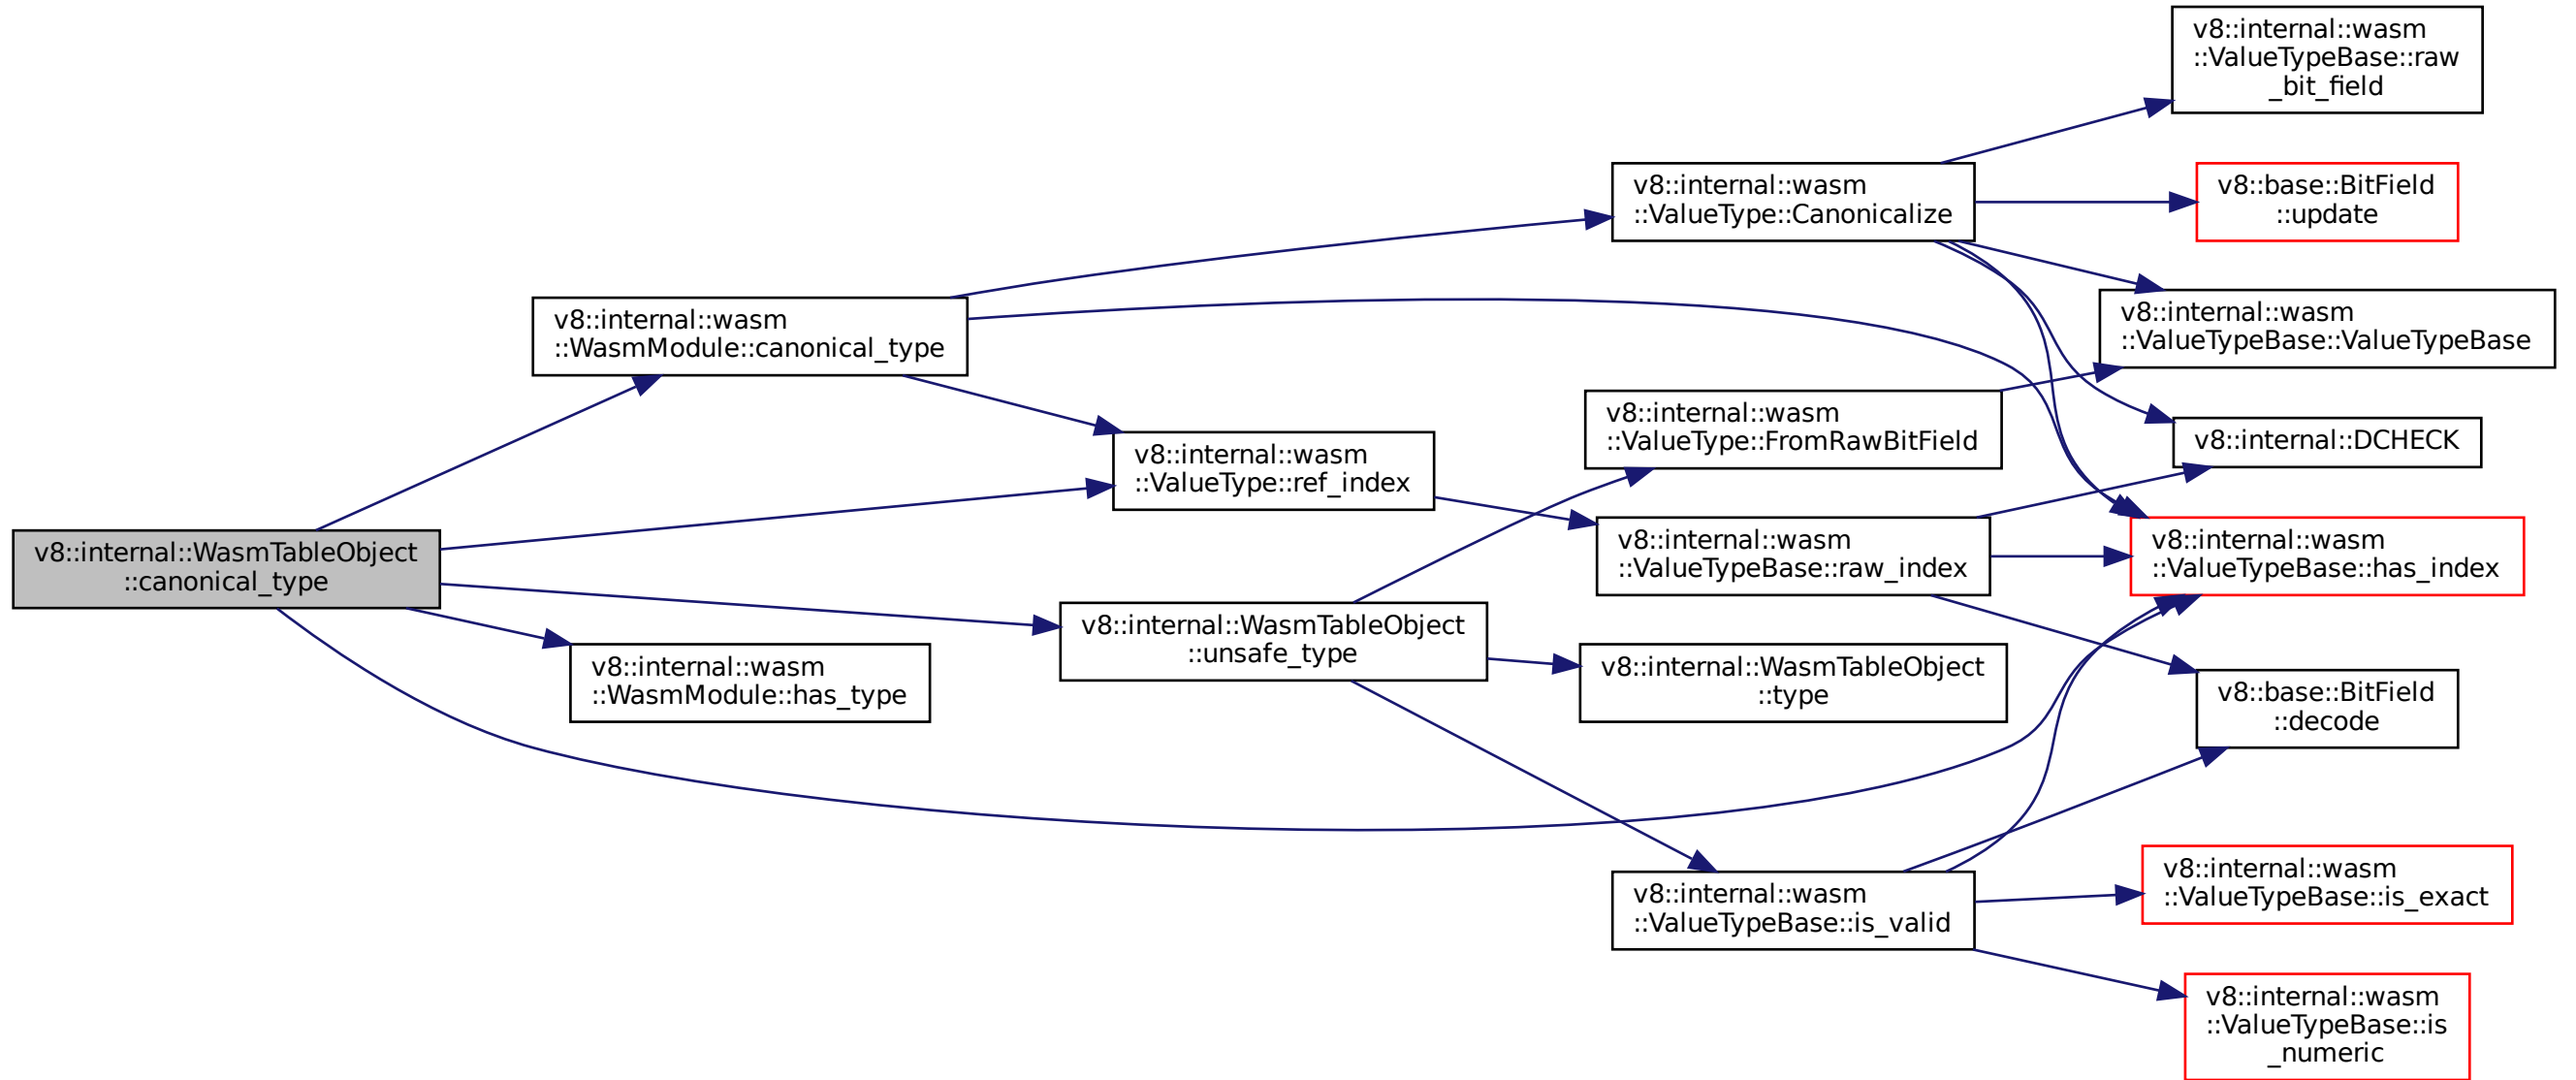 v8::internal::WasmTableObject
::canonical_type
v8::internal::wasm
::WasmModule::canonical_type
v8::internal::wasm
::WasmModule::has_type
v8::internal::wasm
::ValueType::ref_index
v8::internal::WasmTableObject
::unsafe_type
v8::internal::wasm
::ValueType::Canonicalize
v8::internal::wasm
::ValueType::FromRawBitField
v8::internal::wasm
::ValueTypeBase::raw_index
v8::internal::WasmTableObject
::type
v8::internal::wasm
::ValueTypeBase::is_valid
v8::internal::wasm
::ValueTypeBase::raw
_bit_field
v8::base::BitField
::update
v8::internal::wasm
::ValueTypeBase::ValueTypeBase
v8::internal::DCHECK
v8::internal::wasm
::ValueTypeBase::has_index
v8::base::BitField
::decode
v8::internal::wasm
::ValueTypeBase::is_exact
v8::internal::wasm
::ValueTypeBase::is
_numeric